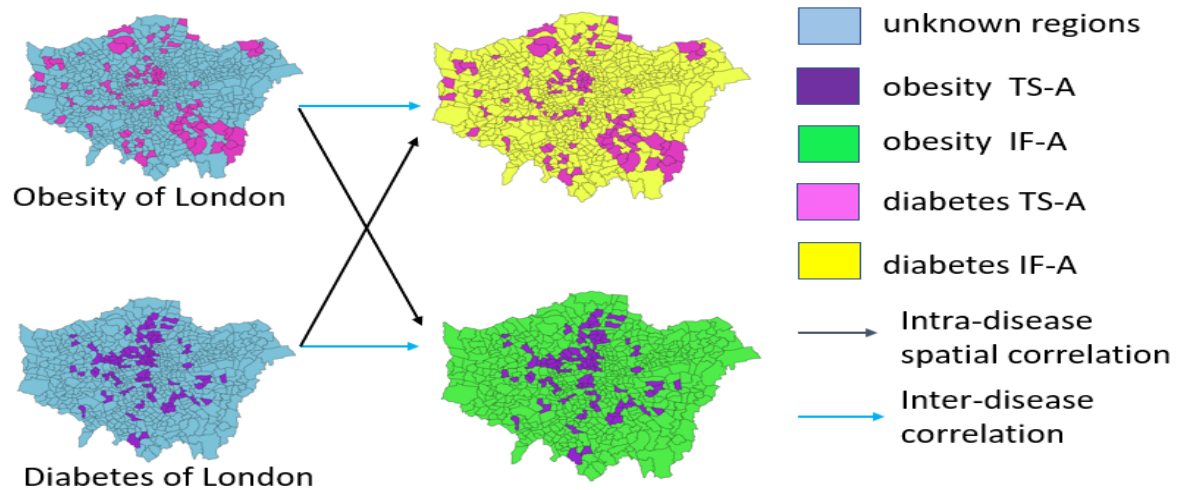 Obesity of London
Diabetes of London
unknown regions
obesity TS-A
obesity IF-A
diabetes TS-A
diabetes IF-A
Intra-disease
spatial correlation
Inter-disease
correlation